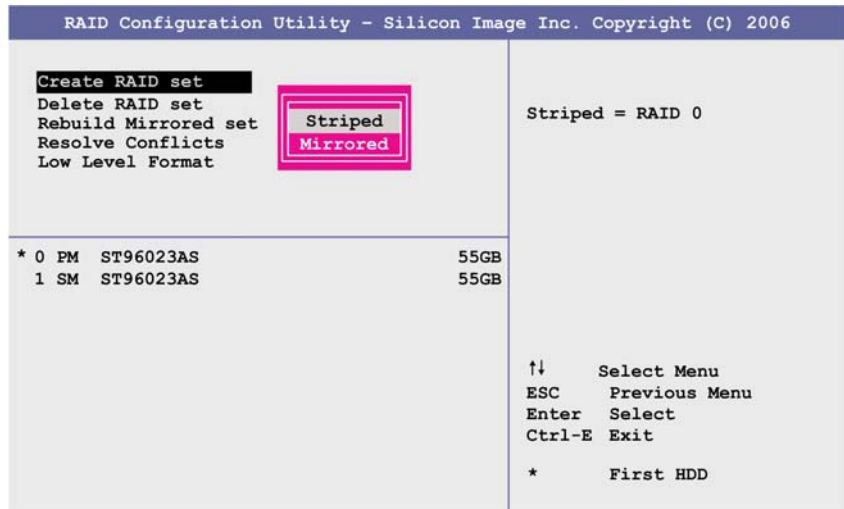 RAID Configuration Utility – Silicon Image Inc. Copyright (C) 2006
Create RAID set
Delete RAID set
Rebuild Mirrored set
Resolve Conflicts
Low Level Format
Striped
Mirrored
Striped = RAID 0
* 0 PM ST96023AS 55GB
1 SM ST96023AS 55GB
↑↓ Select Menu
ESC Previous Menu
Enter Select
Ctrl-E Exit
* First HDD